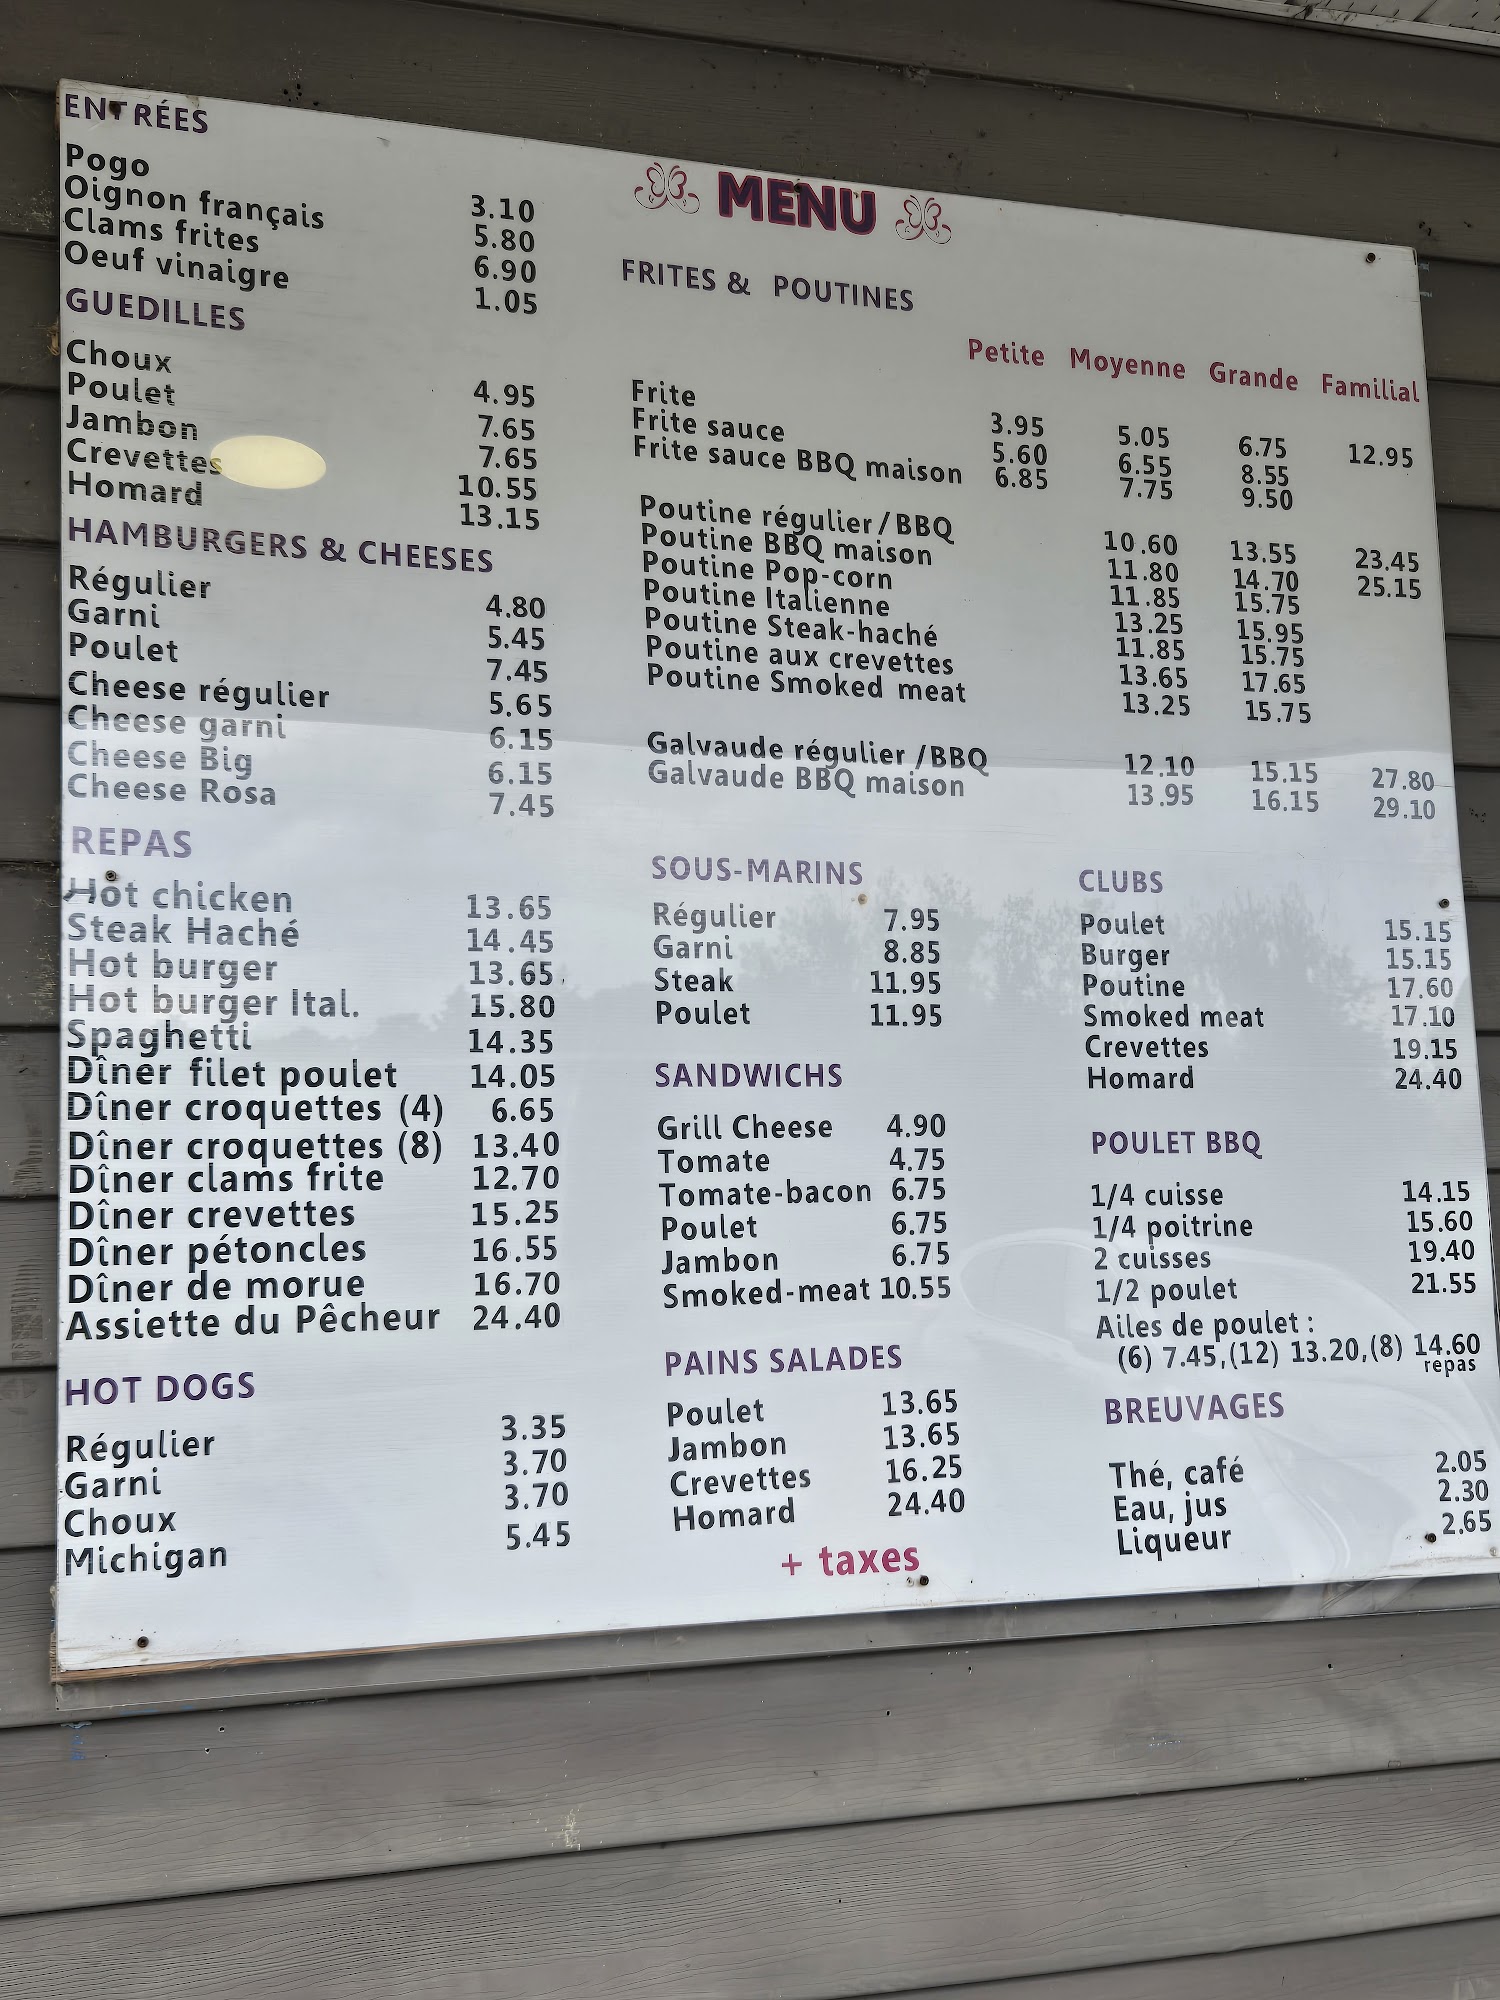 MENU
ENTRÉES
Pogo 3.10
Oignon français 5.80
Clams frites 6.90
Oeuf vinaigre 1.05
GUEDILLES
Choux 4.95
Poulet 7.65
Jambon 7.65
Crevettes 10.55
Homard 13.15
HAMBURGERS & CHEESES
Régulier 4.80
Garni 5.45
Poulet 7.45
Cheese régulier 5.65
Cheese garni 6.15
Cheese Big 6.15
Cheese Rosa 7.45
REPAS
Hot chicken 13.65
Steak Haché 14.45
Hot burger 13.65
Hot burger Ital. 15.80
Spaghetti 14.35
Dîner filet poulet 14.05
Dîner croquettes (4) 6.65
Dîner croquettes (8) 13.40
Dîner clams frite 12.70
Dîner crevettes 15.25
Dîner pétoncles 16.55
Dîner de morue 16.70
Assiette du Pêcheur 24.40
HOT DOGS
Régulier 3.35
Garni 3.70
Choux 3.70
Michigan 5.45
FRITES & POUTINES
Petite Moyenne Grande Familial
Frite 3.95 5.05 6.75 12.95
Frite sauce 5.60 6.55 8.55
Frite sauce BBQ maison 6.85 7.75 9.50
Poutine régulier / BBQ 10.60 13.55 23.45
Poutine BBQ maison 11.80 14.70 25.15
Poutine Pop-corn 11.85 15.75
Poutine Italienne 13.25 15.95
Poutine Steak-haché 11.85 15.75
Poutine aux crevettes 13.65 17.65
Poutine Smoked meat 13.25 15.75
Galvaude régulier /BBQ 12.10 15.15 27.80
Galvaude BBQ maison 13.95 16.15 29.10
SOUS-MARINS
Régulier 7.95
Garni 8.85
Steak 11.95
Poulet 11.95
SANDWICHS
Grill Cheese 4.90
Tomate 4.75
Tomate-bacon 6.75
Poulet 6.75
Jambon 6.75
Smoked-meat 10.55
PAINS SALADES
Poulet 13.65
Jambon 13.65
Crevettes 16.25
Homard 24.40
+ taxes
CLUBS
Poulet 15.15
Burger 15.15
Poutine 17.60
Smoked meat 17.10
Crevettes 19.15
Homard 24.40
POULET BBQ
1/4 cuisse 14.15
1/4 poitrine 15.60
2 cuisses 19.40
1/2 poulet 21.55
Ailes de poulet :
(6) 7.45,(12) 13.20,(8) 14.60
repas
BREUVAGES
Thé, café 2.05
Eau, jus 2.30
Liqueur 2.65